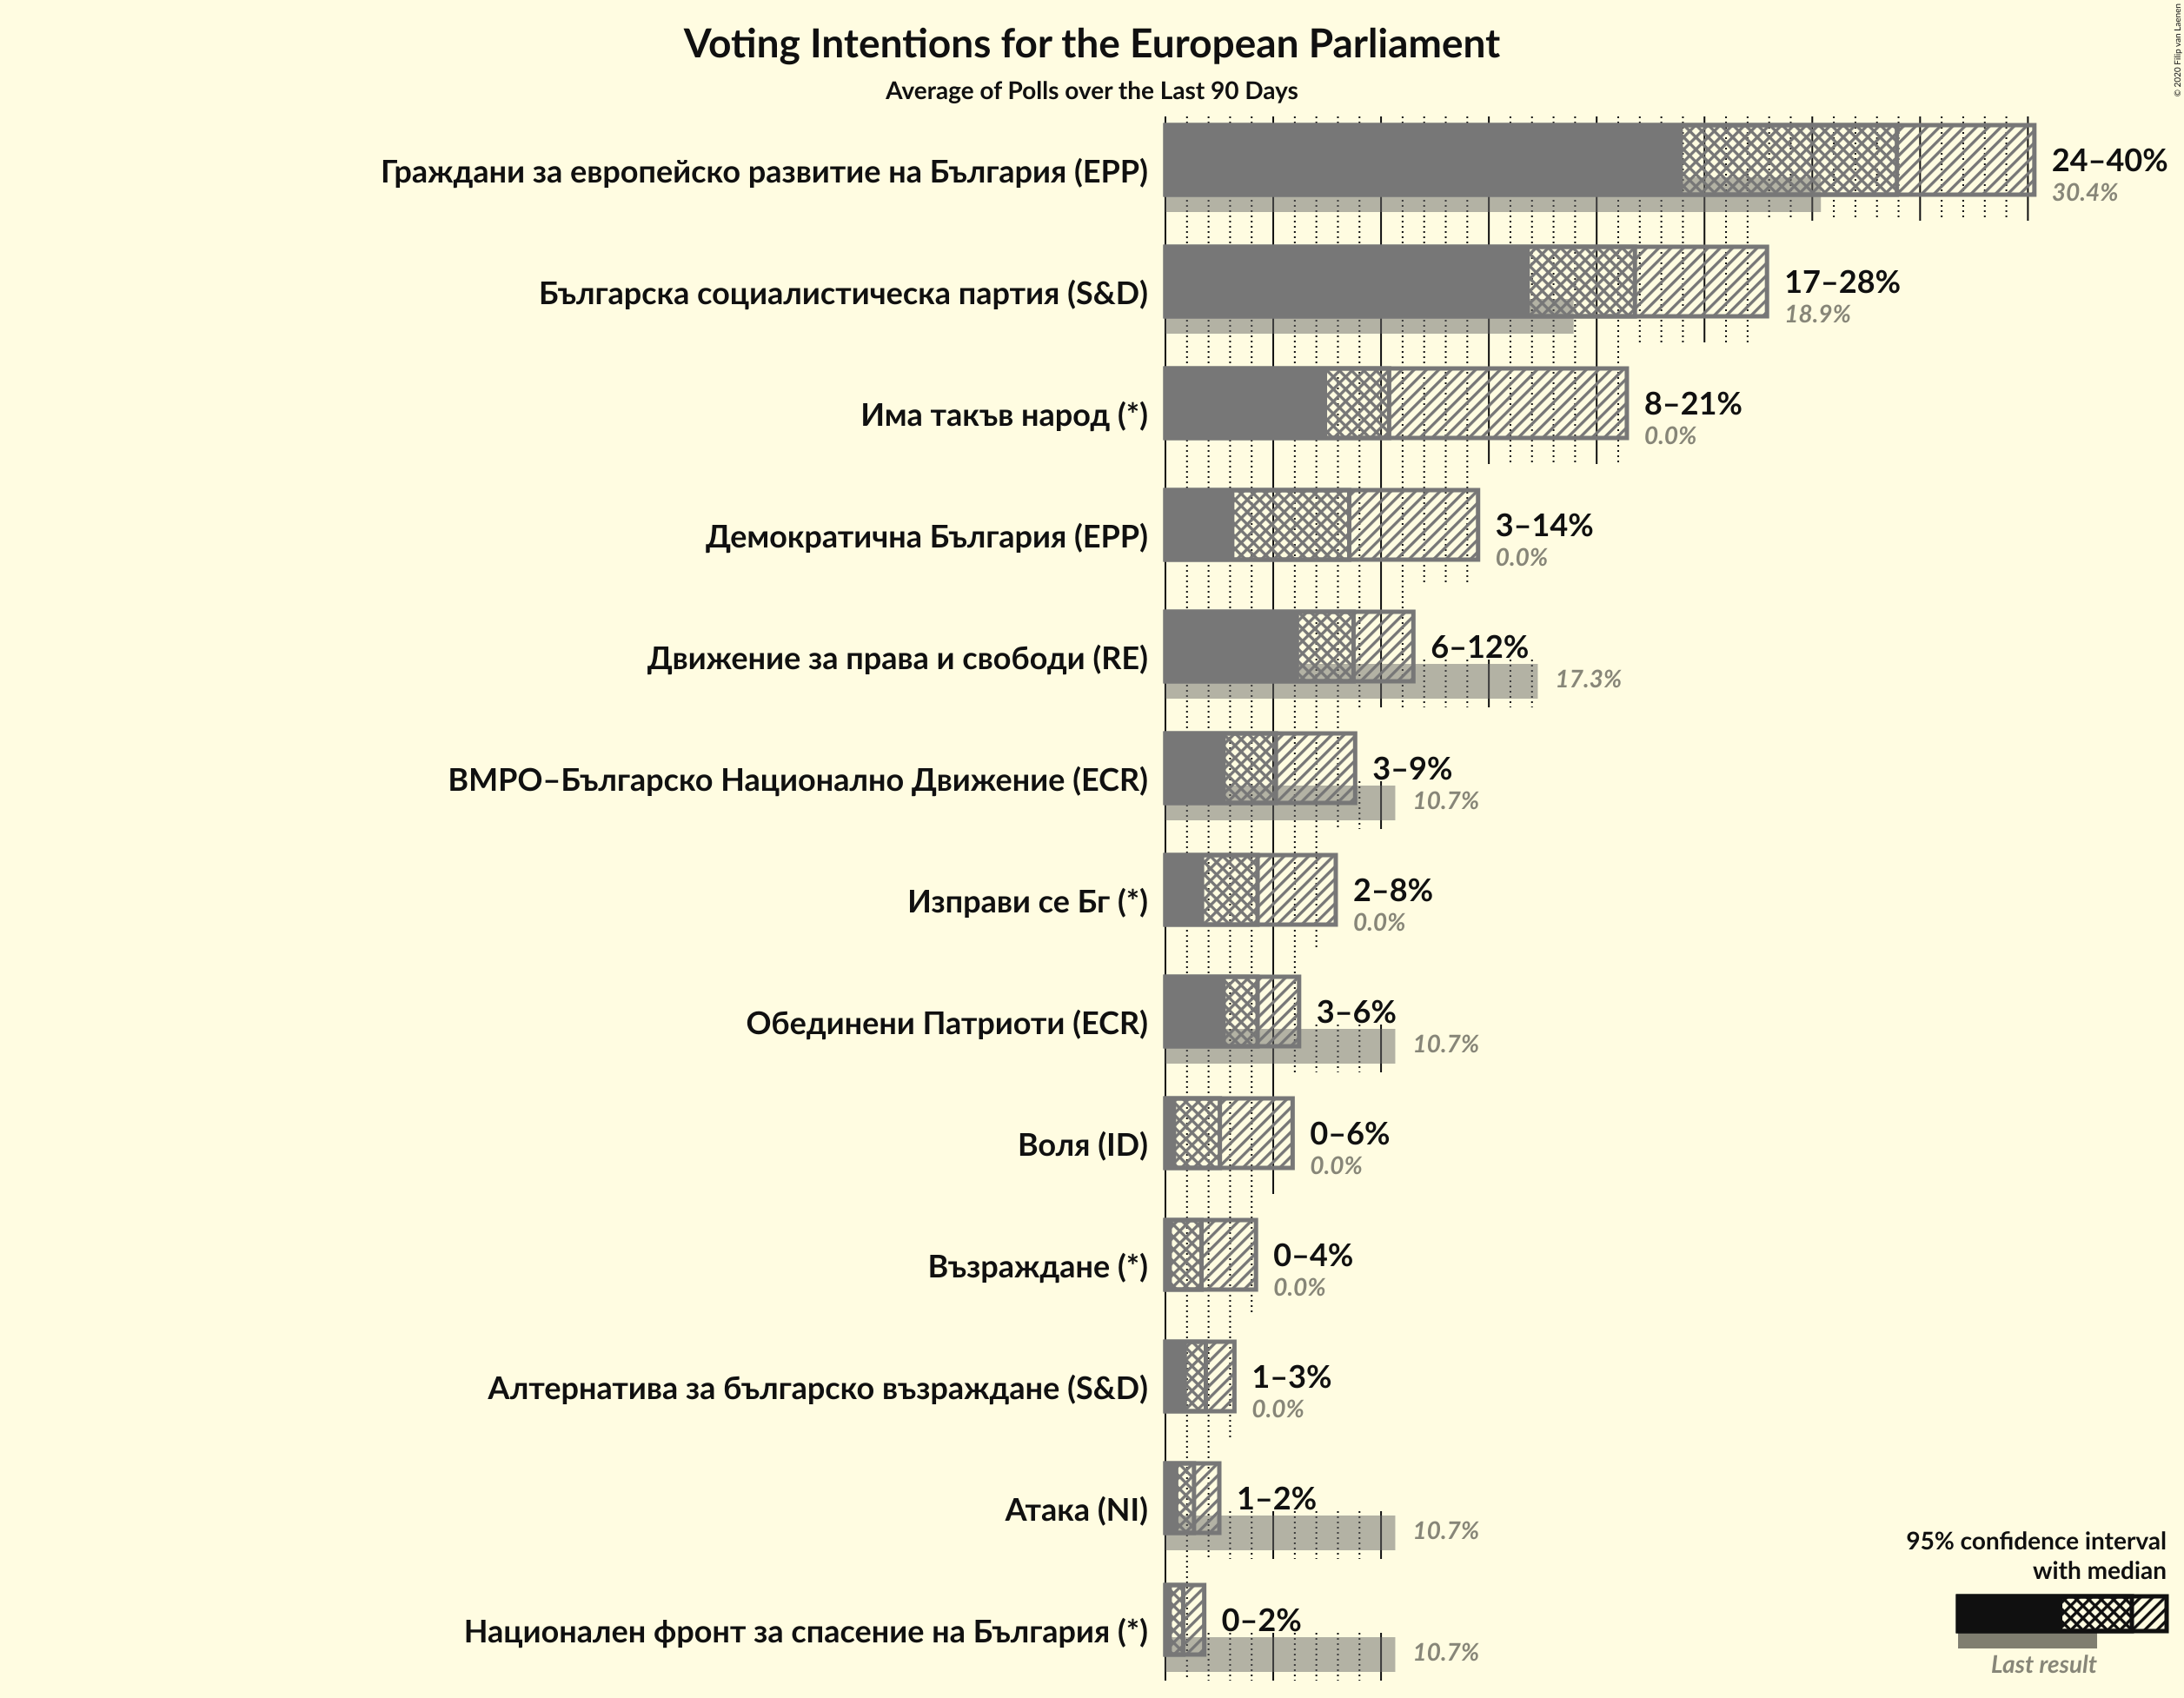 Voting Intentions for the European Parliament
Average of Polls over the Last 90 Days
© 2020 Filip van Laenen
Граждани за европейско развитие на България (EPP)
24–40%
30.4%
Българска социалистическа партия (S&D)
17–28%
18.9%
Има такъв народ (*)
8–21%
0.0%
Демократична България (EPP)
3–14%
0.0%
Движение за права и свободи (RE)
6–12%
17.3%
ВМРО–Българско Национално Движение (ECR)
3–9%
10.7%
Изправи се Бг (*)
2–8%
0.0%
Обединени Патриоти (ECR)
3–6%
10.7%
Воля (ID)
0–6%
0.0%
Възраждане (*)
0–4%
0.0%
Алтернатива за българско възраждане (S&D)
1–3%
0.0%
Атака (NI)
1–2%
10.7%
Национален фронт за спасение на България (*)
0–2%
10.7%
95% confidence interval
with median
Last result